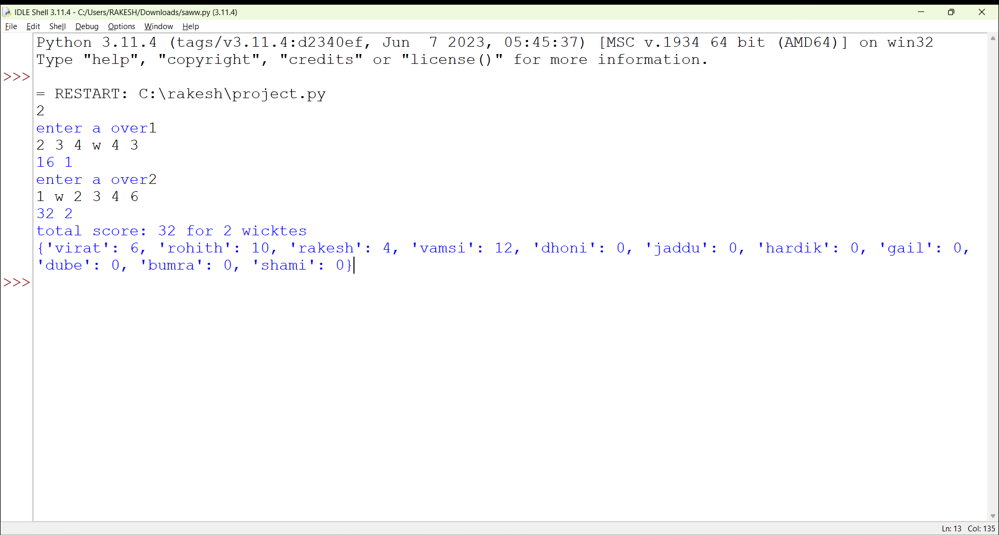 IDLE Shell 3.11.4 - C:/Users/RAKESH/Downloads/saww.py (3.11.4)
File Edit Shell Debug Options Window Help
Python 3.11.4 (tags/v3.11.4:d2340ef, Jun  7 2023, 05:45:37) [MSC v.1934 64 bit (AMD64)] on win32
Type "help", "copyright", "credits" or "license()" for more information.
>>>
= RESTART: C:\rakesh\project.py
2
enter a over1
2 3 4 w 4 3
16 1
enter a over2
1 w 2 3 4 6
32 2
total score: 32 for 2 wicktes
{'virat': 6, 'rohith': 10, 'rakesh': 4, 'vamsi': 12, 'dhoni': 0, 'jaddu': 0, 'hardik': 0, 'gail': 0,
'dube': 0, 'bumra': 0, 'shami': 0}
>>>
Ln: 13 Col: 135